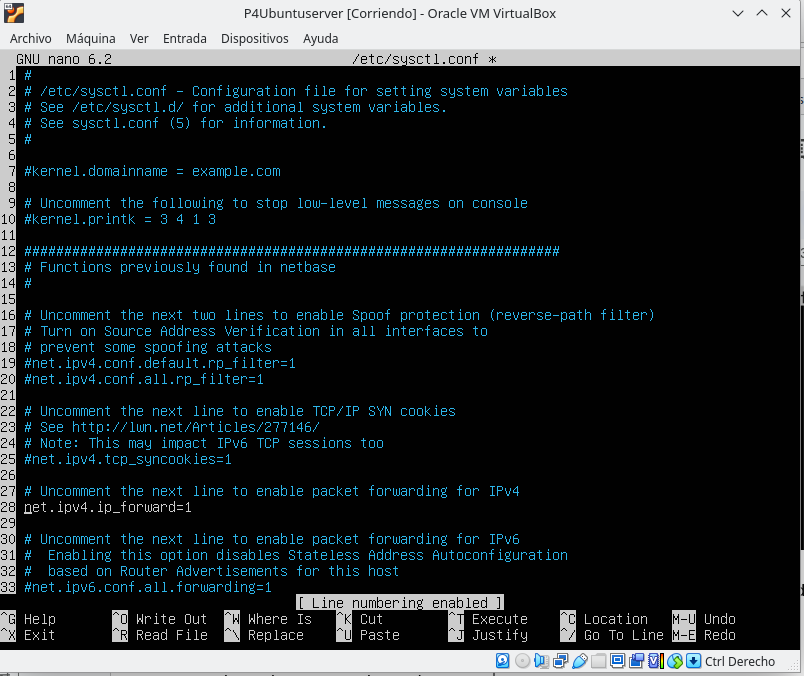 P4Ubuntuserver [Corriendo] - Oracle VM VirtualBox
Archivo Máquina Ver Entrada Dispositivos Ayuda
GNU nano 6.2 /etc/sysctl.conf *
1 #
2 # /etc/sysctl.conf - Configuration file for setting system variables
3 # See /etc/sysctl.d/ for additional system variables.
4 # See sysctl.conf (5) for information.
5 #
6
7 #kernel.domainname = example.com
8
9 # Uncomment the following to stop low-level messages on console
10 #kernel.printk = 3 4 1 3
11
12 ###################################################################
13 # Functions previously found in netbase
14 #
15
16 # Uncomment the next two lines to enable Spoof protection (reverse-path filter)
17 # Turn on Source Address Verification in all interfaces to
18 # prevent some spoofing attacks
19 #net.ipv4.conf.default.rp_filter=1
20 #net.ipv4.conf.all.rp_filter=1
21
22 # Uncomment the next line to enable TCP/IP SYN cookies
23 # See http://lwn.net/Articles/277146/
24 # Note: This may impact IPv6 TCP sessions too
25 #net.ipv4.tcp_syncookies=1
26
27 # Uncomment the next line to enable packet forwarding for IPv4
28 net.ipv4.ip_forward=1
29
30 # Uncomment the next line to enable packet forwarding for IPv6
31 #  Enabling this option disables Stateless Address Autoconfiguration
32 #  based on Router Advertisements for this host
33 #net.ipv6.conf.all.forwarding=1
[ Line numbering enabled ]
^G Help ^O Write Out ^W Where Is ^K Cut ^T Execute ^C Location M-U Undo
^X Exit ^R Read File ^\ Replace ^U Paste ^J Justify ^/ Go To Line M-E Redo
Ctrl Derecho